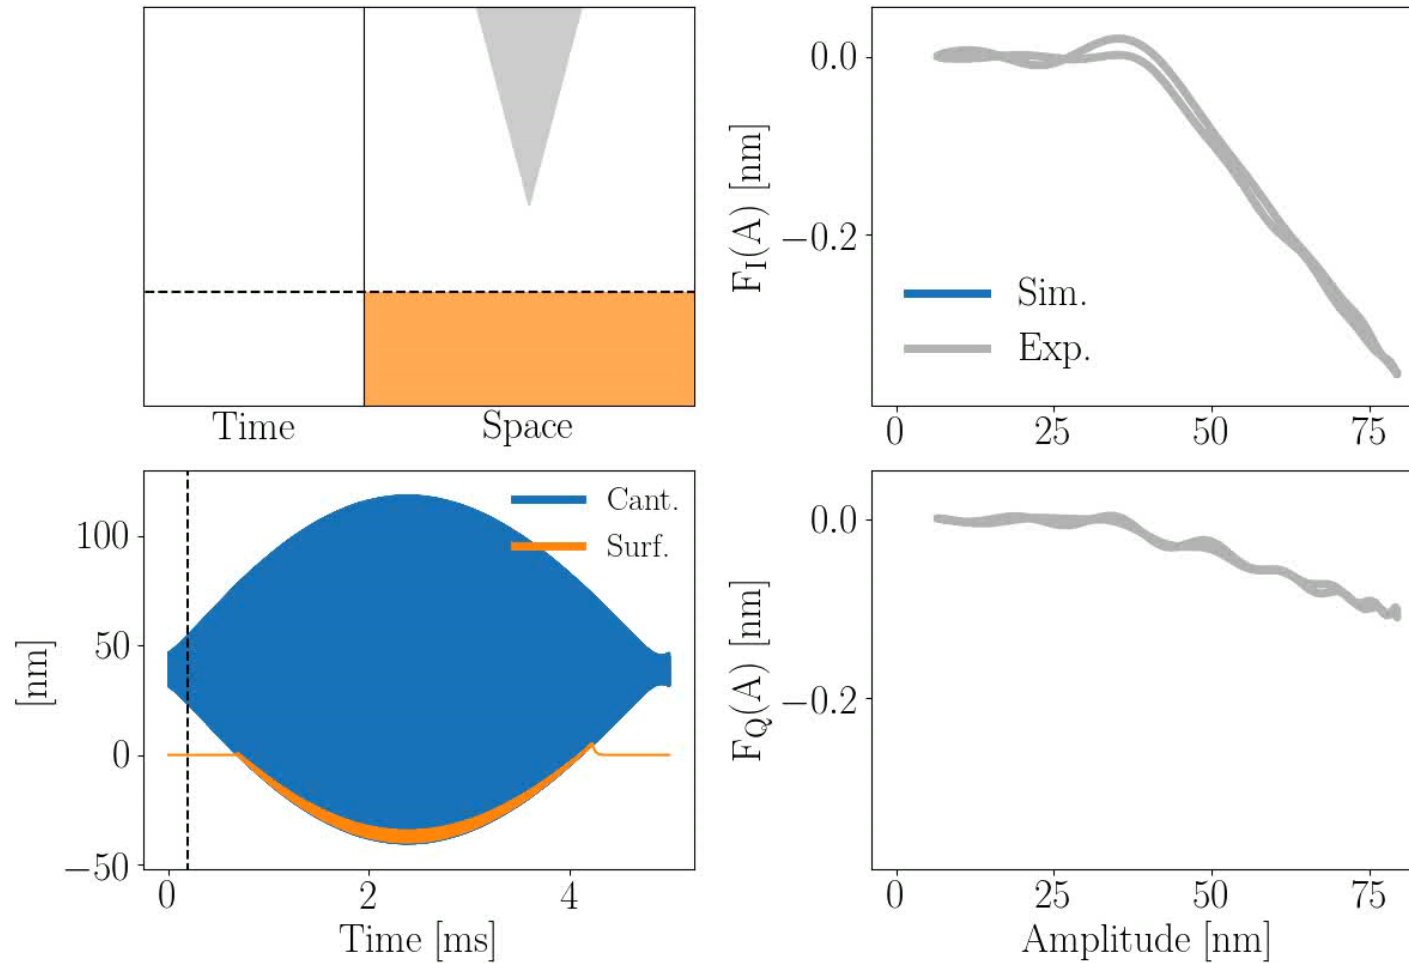 Time
Space
F_I(A) [nm]
0.0
−0.2
Sim.
Exp.
0
25
50
75
[nm]
100
50
0
−50
Cant.
Surf.
0
2
4
Time [ms]
F_Q(A) [nm]
0.0
−0.2
0
25
50
75
Amplitude [nm]